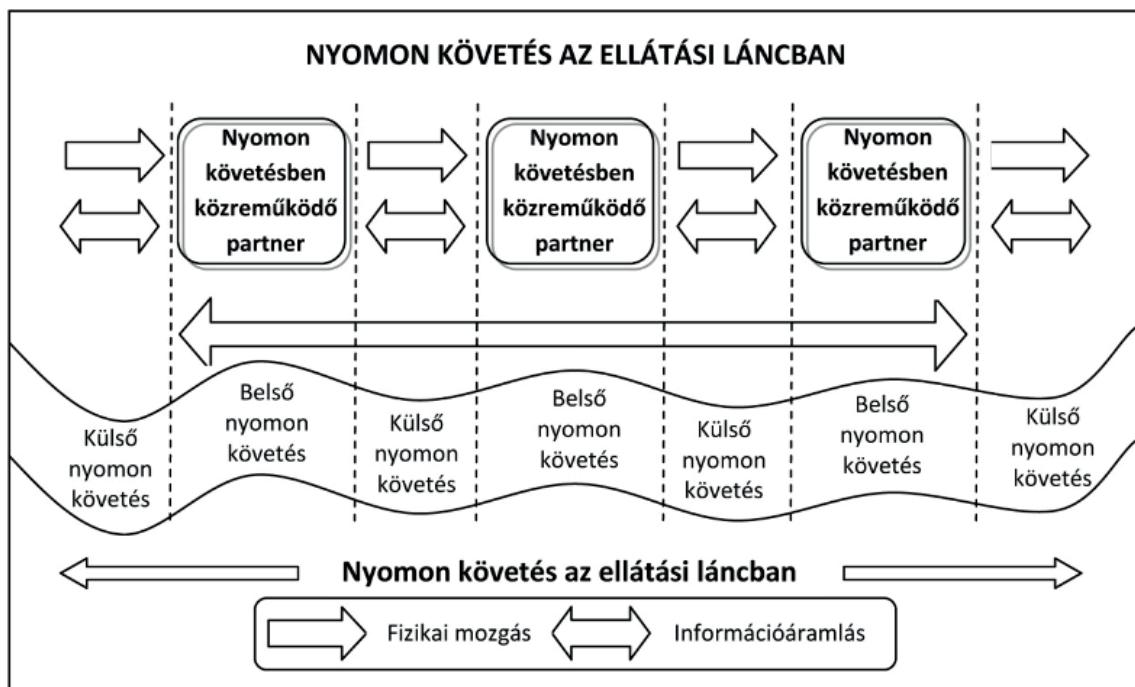 NYOMON KÖVETÉS AZ ELLÁTÁSI LÁNCBAN
Nyomon
követésben
közreműködő
partner
Nyomon
követésben
közreműködő
partner
Nyomon
követésben
közreműködő
partner
Külső
nyomon
követés
Belső
nyomon
követés
Külső
nyomon
követés
Belső
nyomon
követés
Külső
nyomon
követés
Belső
nyomon
követés
Külső
nyomon
követés
Nyomon követés az ellátási láncban
Fizikai mozgás
Információáramlás